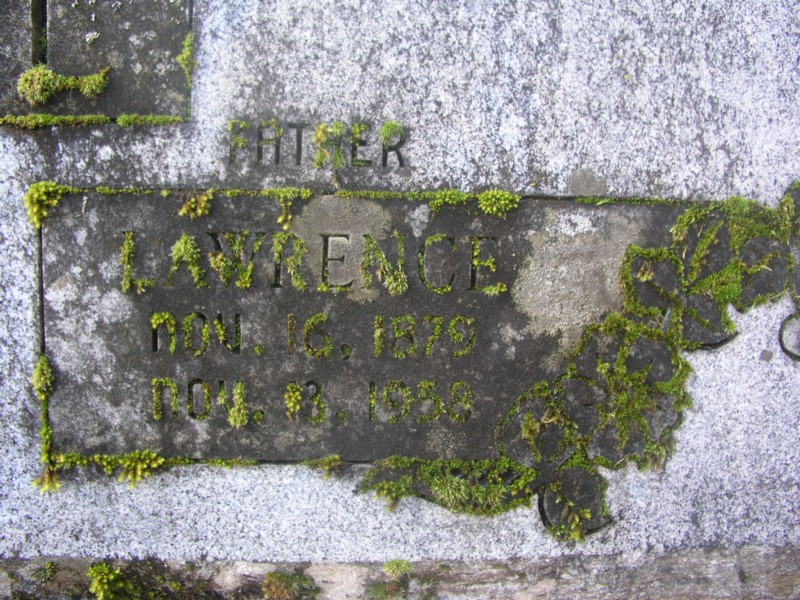 FATHER
LAWRENCE
NOV. 16, 1879
NOV. 13, 1958